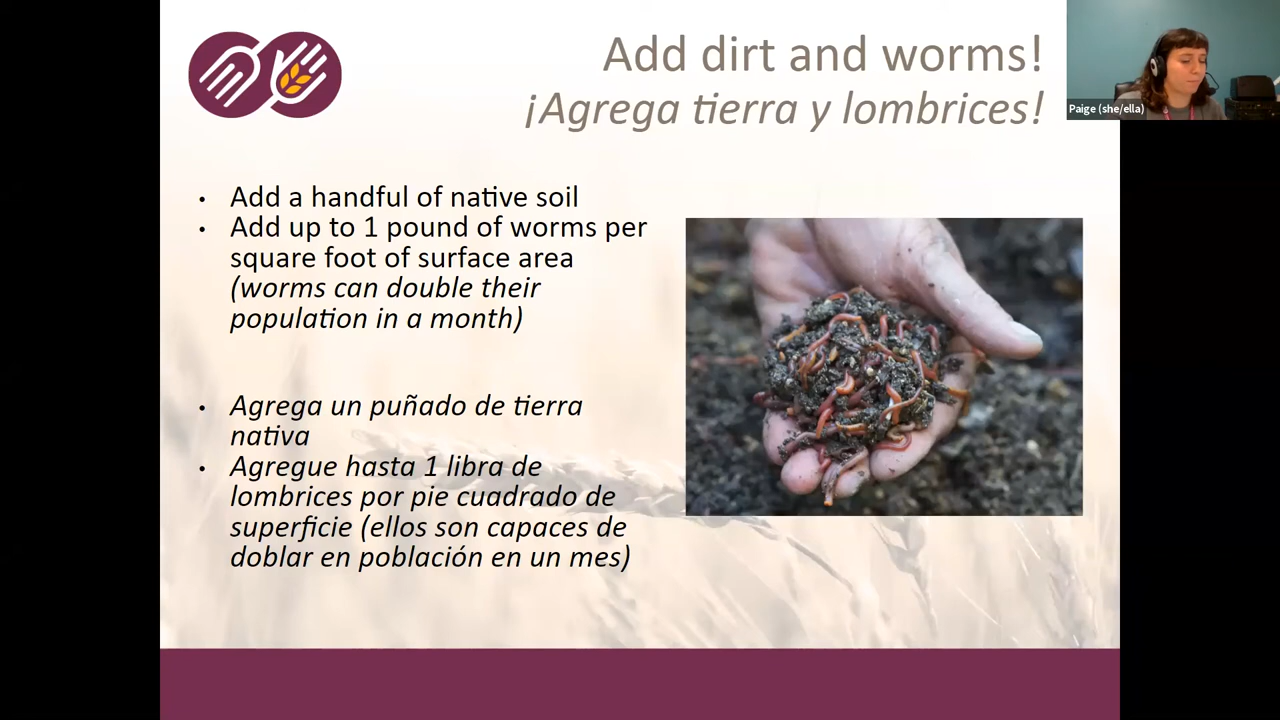 Add dirt and worms!
¡Agrega tierra y lombrices!
Paige (she/ella)
• Add a handful of native soil
• Add up to 1 pound of worms per
square foot of surface area
(worms can double their
population in a month)
• Agrega un puñado de tierra
nativa
• Agregue hasta 1 libra de
lombrices por pie cuadrado de
superficie (ellos son capaces de
doblar en población en un mes)